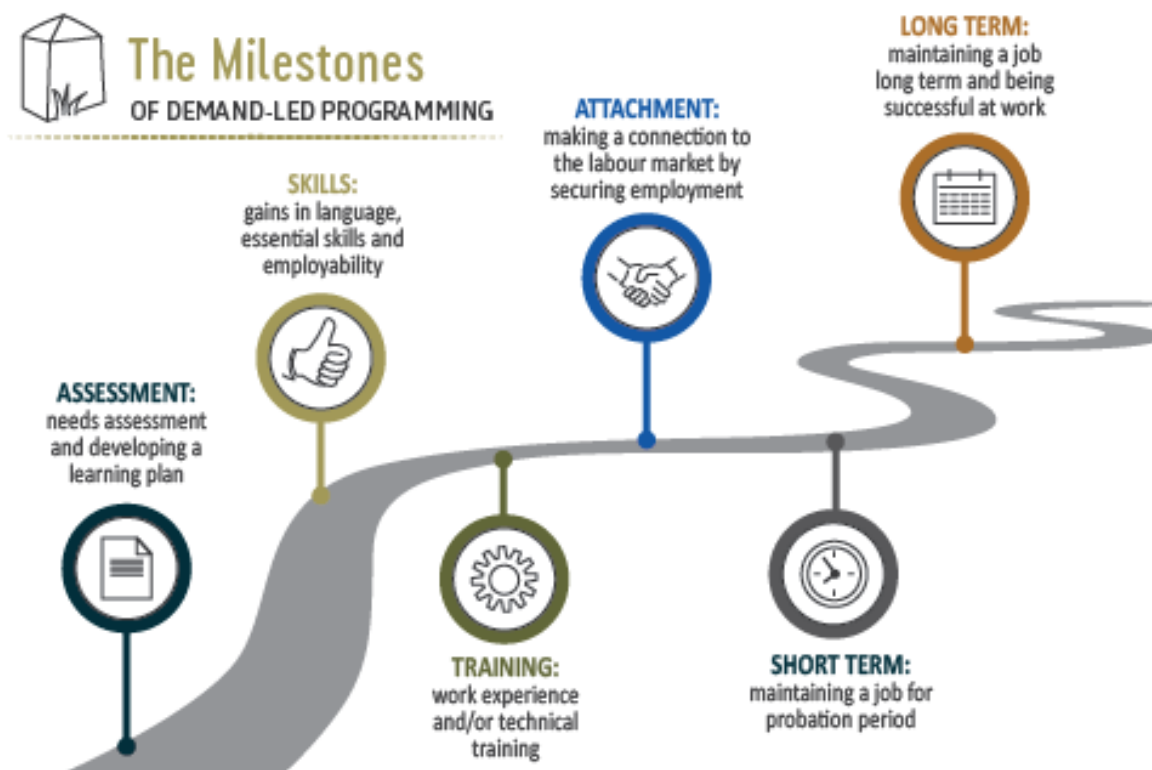 The Milestones
OF DEMAND-LED PROGRAMMING
ASSESSMENT:
needs assessment
and developing a
learning plan
SKILLS:
gains in language,
essential skills and
employability
TRAINING:
work experience
and/or technical
training
ATTACHMENT:
making a connection to
the labour market by
securing employment
SHORT TERM:
maintaining a job for
probation period
LONG TERM:
maintaining a job
long term and being
successful at work